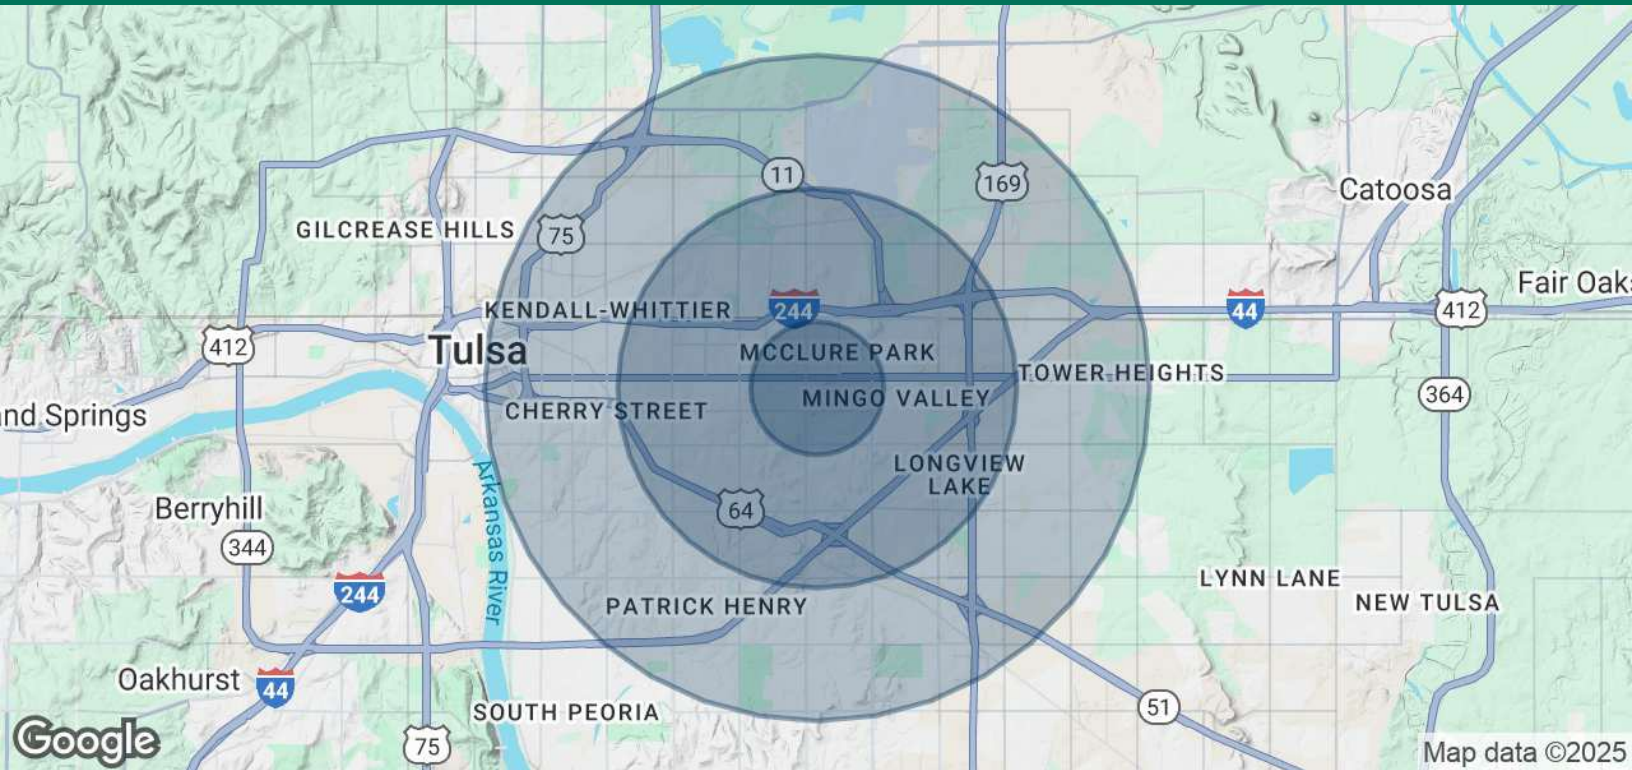 11
169
Catoosa
GILCREASE HILLS
75
Fair Oaks
KENDALL-WHITTIER
244
44
412
412
Tulsa
MCCLURE PARK
TOWER HEIGHTS
and Springs
CHERRY STREET
MINGO VALLEY
364
LONGVIEW
LAKE
Arkansas River
Berryhill
64
344
244
PATRICK HENRY
LYNN LANE
NEW TULSA
Oakhurst
44
SOUTH PEORIA
51
Google
75
Map data ©2025